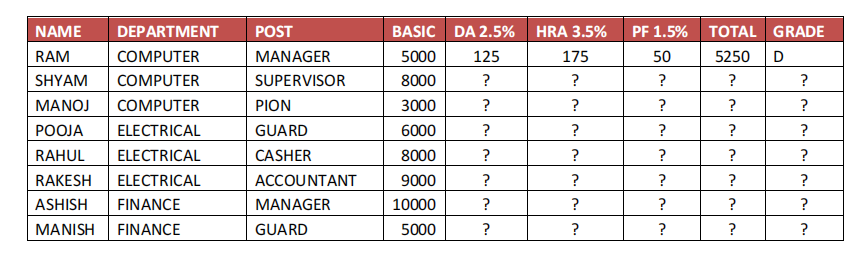 NAME DEPARTMENT POST BASIC DA 2.5% HRA 3.5% PF 1.5% TOTAL GRADE
RAM COMPUTER MANAGER 5000 125 175 50 5250 D
SHYAM COMPUTER SUPERVISOR 8000 ? ? ? ? ?
MANOJ COMPUTER PION 3000 ? ? ? ? ?
POOJA ELECTRICAL GUARD 6000 ? ? ? ? ?
RAHUL ELECTRICAL CASHER 8000 ? ? ? ? ?
RAKESH ELECTRICAL ACCOUNTANT 9000 ? ? ? ? ?
ASHISH FINANCE MANAGER 10000 ? ? ? ? ?
MANISH FINANCE GUARD 5000 ? ? ? ? ?